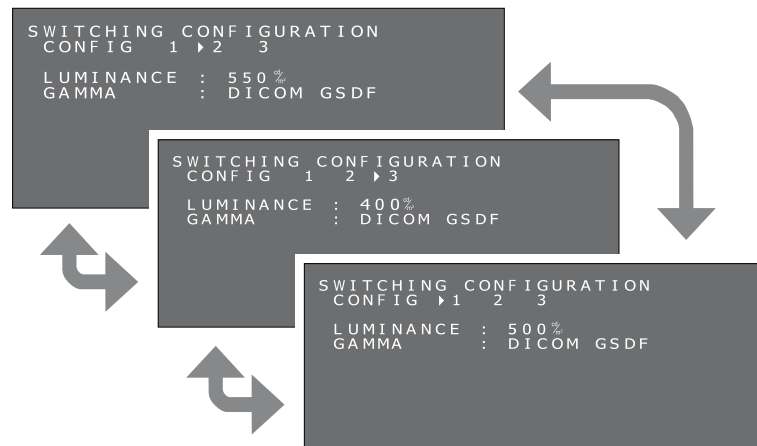 SWITCHING CONFIGURATION
CONFIG 1 ▸2 3
LUMINANCE : 550 cd/m²
GAMMA : DICOM GSDF
SWITCHING CONFIGURATION
CONFIG 1 2 ▸3
LUMINANCE : 400 cd/m²
GAMMA : DICOM GSDF
SWITCHING CONFIGURATION
CONFIG ▸1 2 3
LUMINANCE : 500 cd/m²
GAMMA : DICOM GSDF